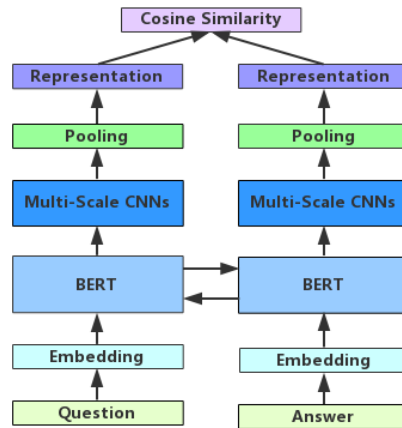 Cosine Similarity
Representation
Representation
Pooling
Pooling
Multi-Scale CNNs
Multi-Scale CNNs
BERT
BERT
Embedding
Embedding
Question
Answer